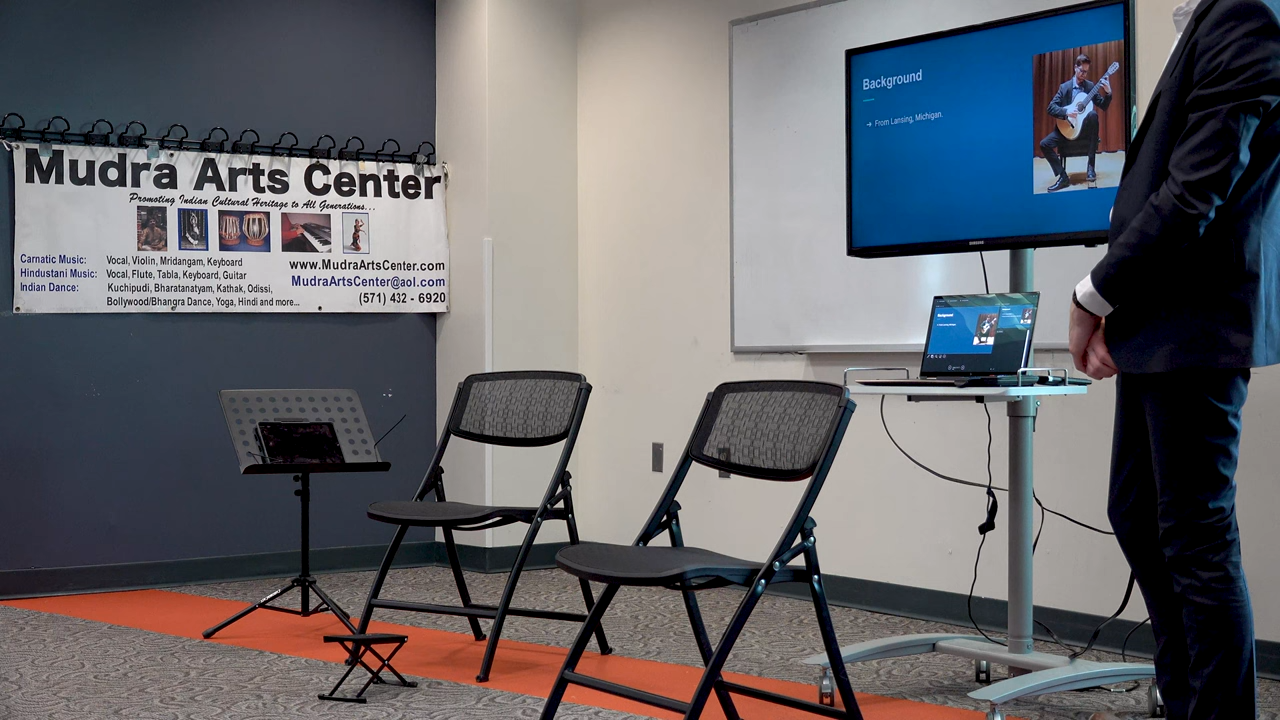 Mudra Arts Center
Promoting Indian Cultural Heritage to All Generations...
Carnatic Music: Vocal, Violin, Mridangam, Keyboard
Hindustani Music: Vocal, Flute, Tabla, Keyboard, Guitar
Indian Dance: Kuchipudi, Bharatanatyam, Kathak, Odissi,
Bollywood/Bhangra Dance, Yoga, Hindi and more...
www.MudraArtsCenter.com
MudraArtsCenter@aol.com
(571) 432 - 6920
Background
➔ From Lansing, Michigan.
SAMSUNG
Background